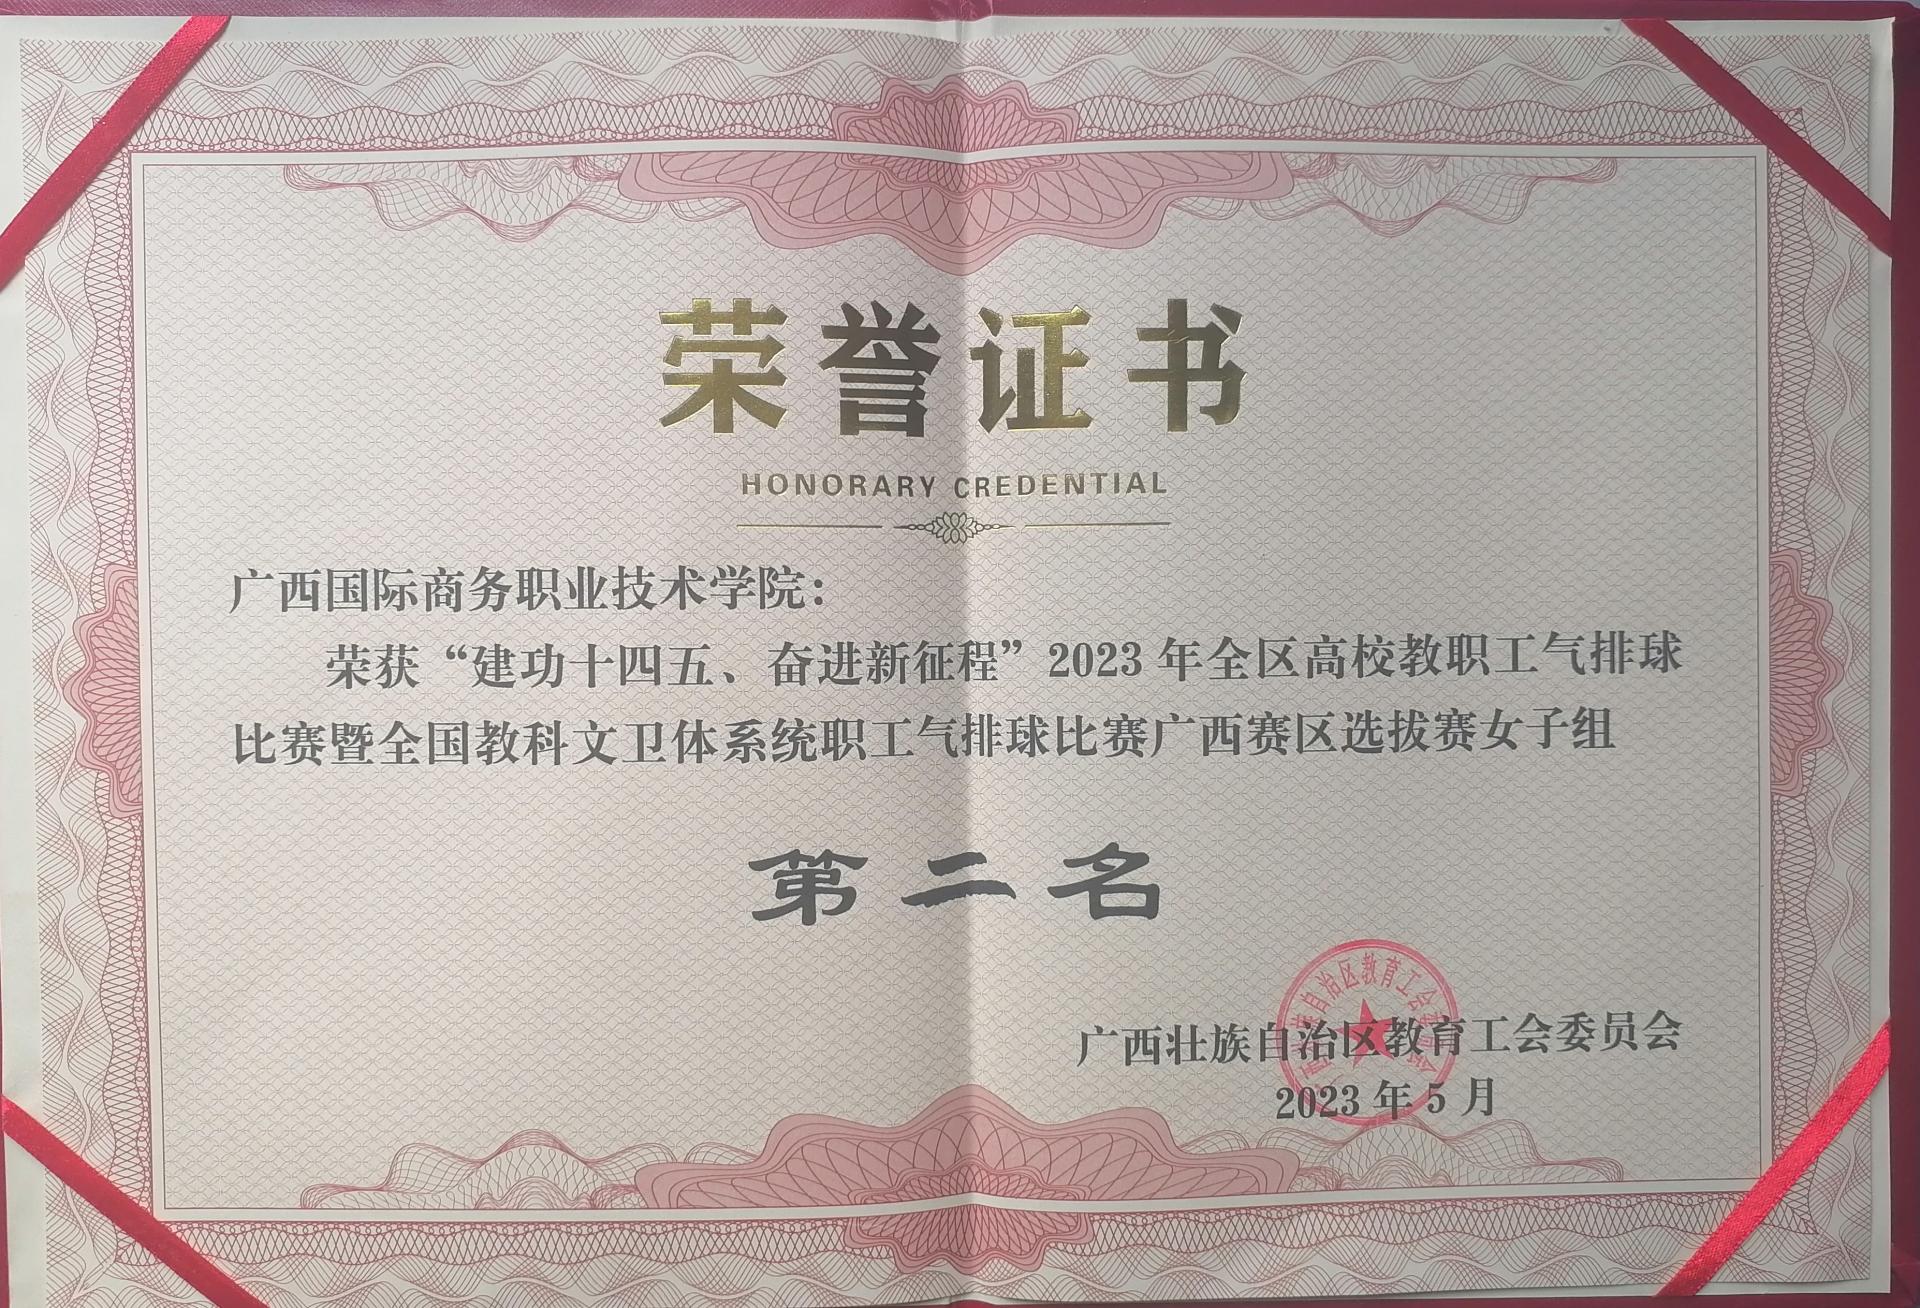 荣誉证书
HONORARY CREDENTIAL
广西国际商务职业技术学院：
荣获“建功十四五、奋进新征程”2023年全区高校教职工气排球
比赛暨全国教科文卫体系统职工气排球比赛广西赛区选拔赛女子组
第二名
广西壮族自治区教育工会委员会
2023年5月